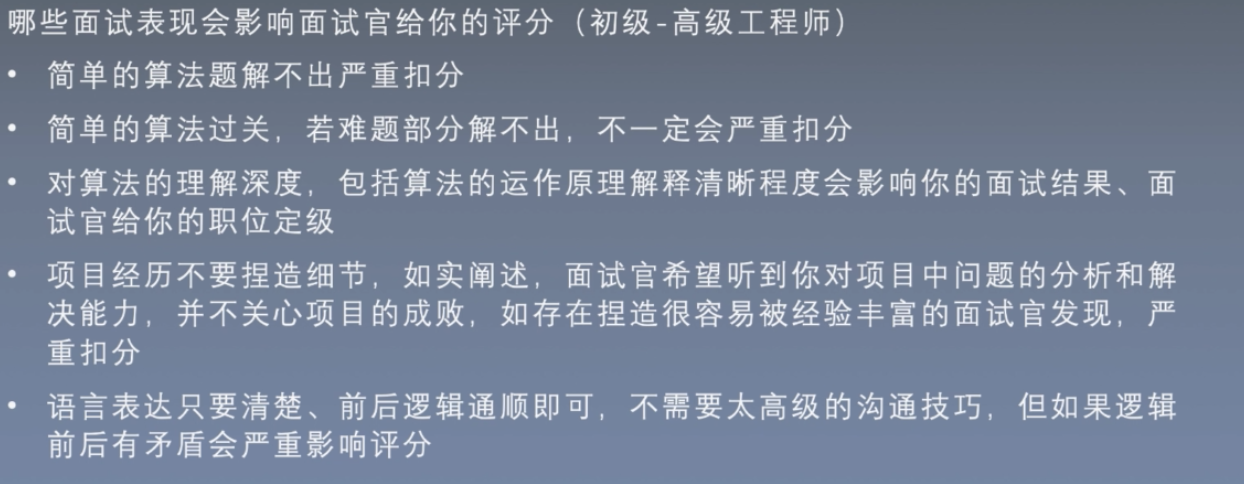 哪些面试表现会影响面试官给你的评分（初级-高级工程师）
• 简单的算法题解不出严重扣分
• 简单的算法过关，若难题部分解不出，不一定会严重扣分
• 对算法的理解深度，包括算法的运作原理解释清晰程度会影响你的面试结果、面
试官给你的职位定级
• 项目经历不要捏造细节，如实阐述，面试官希望听到你对项目中问题的分析和解
决能力，并不关心项目的成败，如存在捏造很容易被经验丰富的面试官发现，严
重扣分
• 语言表达只要清楚、前后逻辑通顺即可，不需要太高级的沟通技巧，但如果逻辑
前后有矛盾会严重影响评分